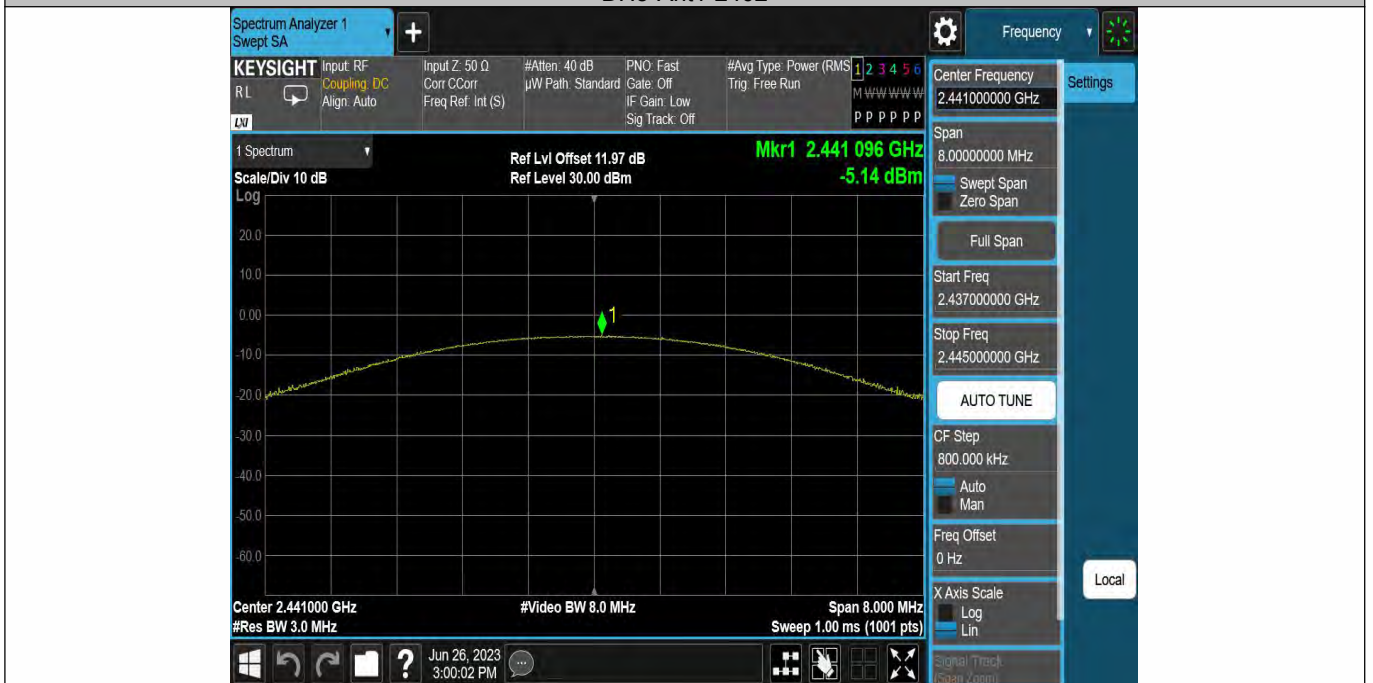 Spectrum Analyzer 1
Swept SA
Frequency
KEYSIGHT
RL
LXI
Input: RF
Coupling: DC
Align: Auto
Input Z: 50 Ω
Corr CCorr
Freq Ref: Int (S)
#Atten: 40 dB
µW Path: Standard
PNO: Fast
Gate: Off
IF Gain: Low
Sig Track: Off
#Avg Type: Power (RMS
Trig: Free Run
1 2 3 4 5 6
M W W W W W
P P P P P P
1 Spectrum
Scale/Div 10 dB
Ref Lvl Offset 11.97 dB
Ref Level 30.00 dBm
Mkr1 2.441 096 GHz
-5.14 dBm
Log
20.0
10.0
0.00
-10.0
-20.0
-30.0
-40.0
-50.0
-60.0
1
Center 2.441000 GHz
#Res BW 3.0 MHz
#Video BW 8.0 MHz
Span 8.000 MHz
Sweep 1.00 ms (1001 pts)
Jun 26, 2023
3:00:02 PM
Center Frequency
2.441000000 GHz
Settings
Span
8.00000000 MHz
Swept Span
Zero Span
Full Span
Start Freq
2.437000000 GHz
Stop Freq
2.445000000 GHz
AUTO TUNE
CF Step
800.000 kHz
Auto
Man
Freq Offset
0 Hz
X Axis Scale
Log
Lin
Signal Track
(Span Zoom)
Local